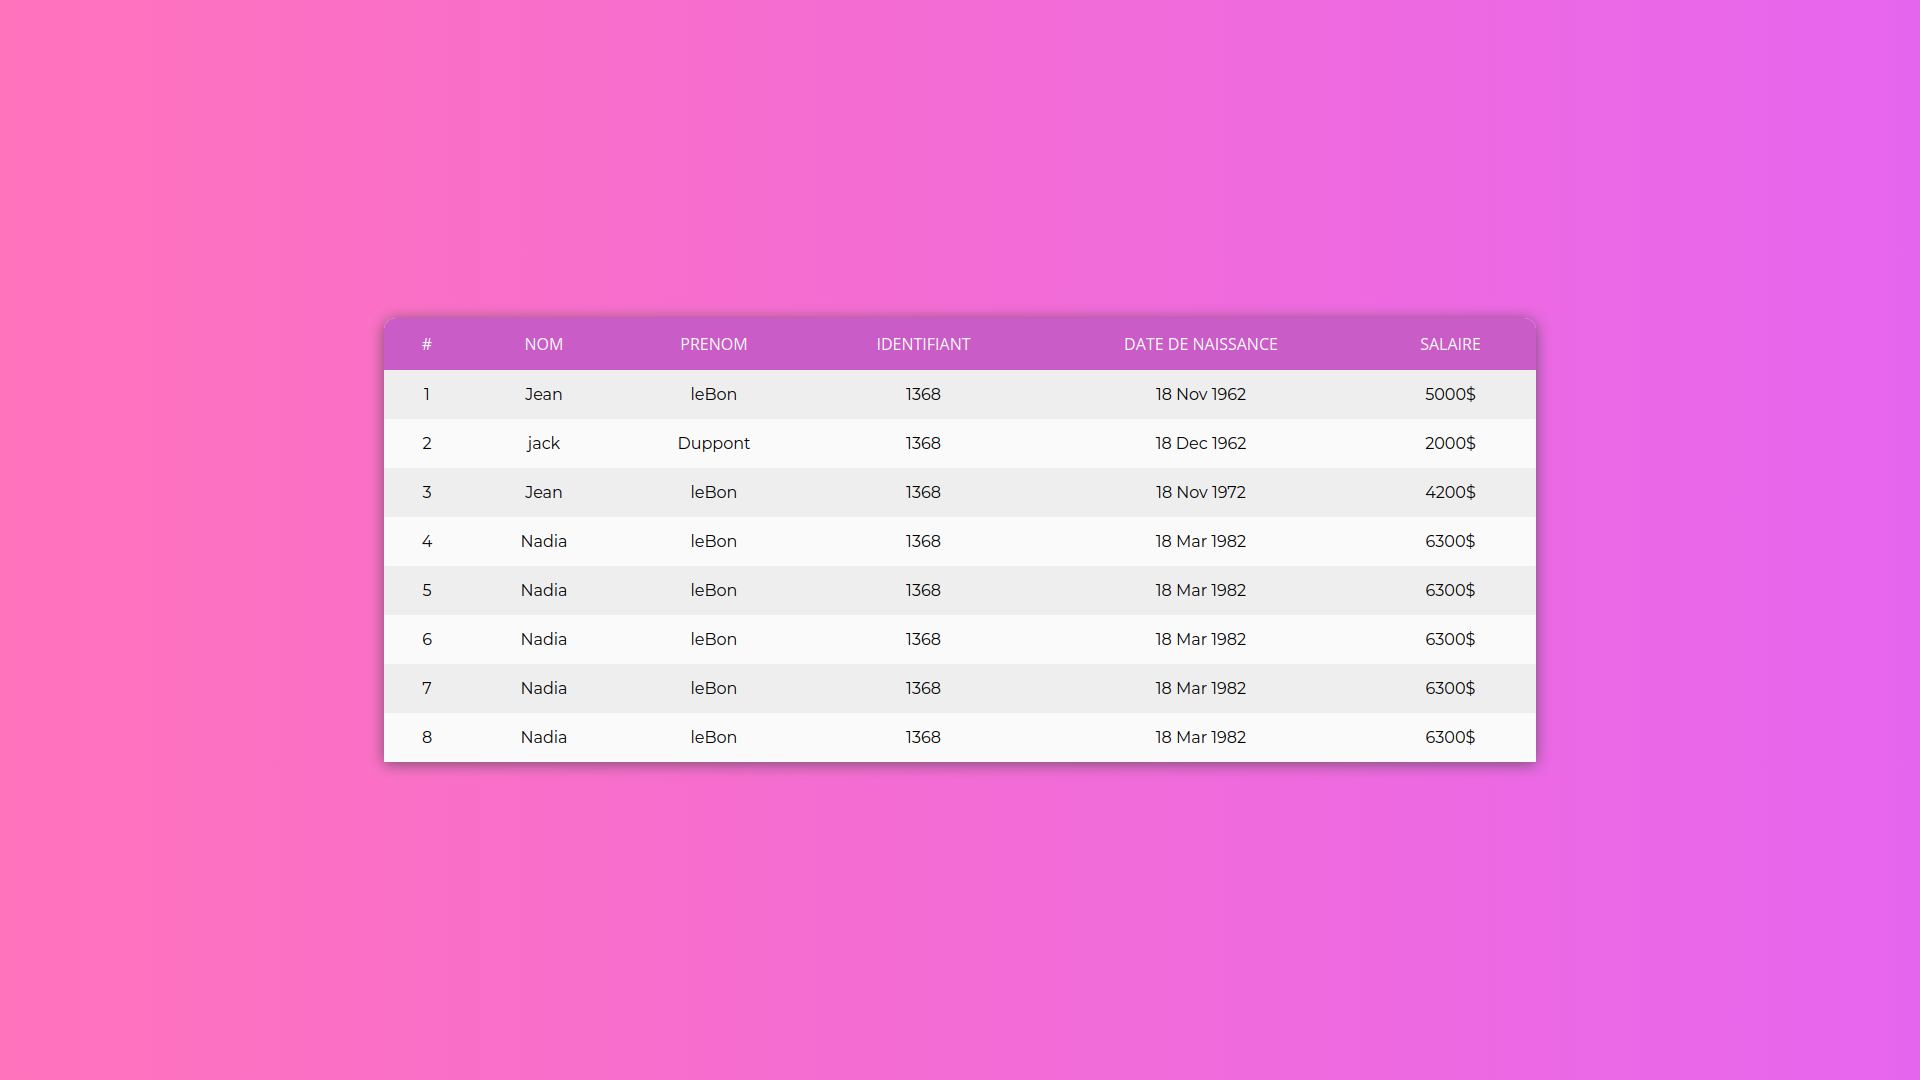 # NOM PRENOM IDENTIFIANT DATE DE NAISSANCE SALAIRE
1 Jean leBon 1368 18 Nov 1962 5000$
2 jack Duppont 1368 18 Dec 1962 2000$
3 Jean leBon 1368 18 Nov 1972 4200$
4 Nadia leBon 1368 18 Mar 1982 6300$
5 Nadia leBon 1368 18 Mar 1982 6300$
6 Nadia leBon 1368 18 Mar 1982 6300$
7 Nadia leBon 1368 18 Mar 1982 6300$
8 Nadia leBon 1368 18 Mar 1982 6300$